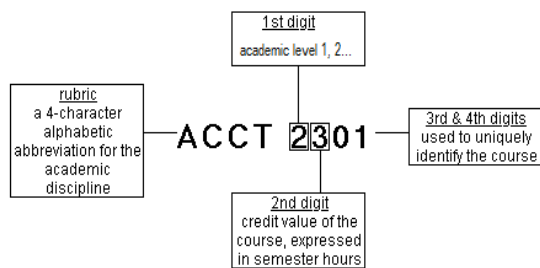 1st digit
academic level 1, 2...
rubric
a 4-character
alphabetic
abbreviation for the
academic
discipline
ACCT 2301
3rd & 4th digits
used to uniquely
identify the course
2nd digit
credit value of the
course, expressed
in semester hours